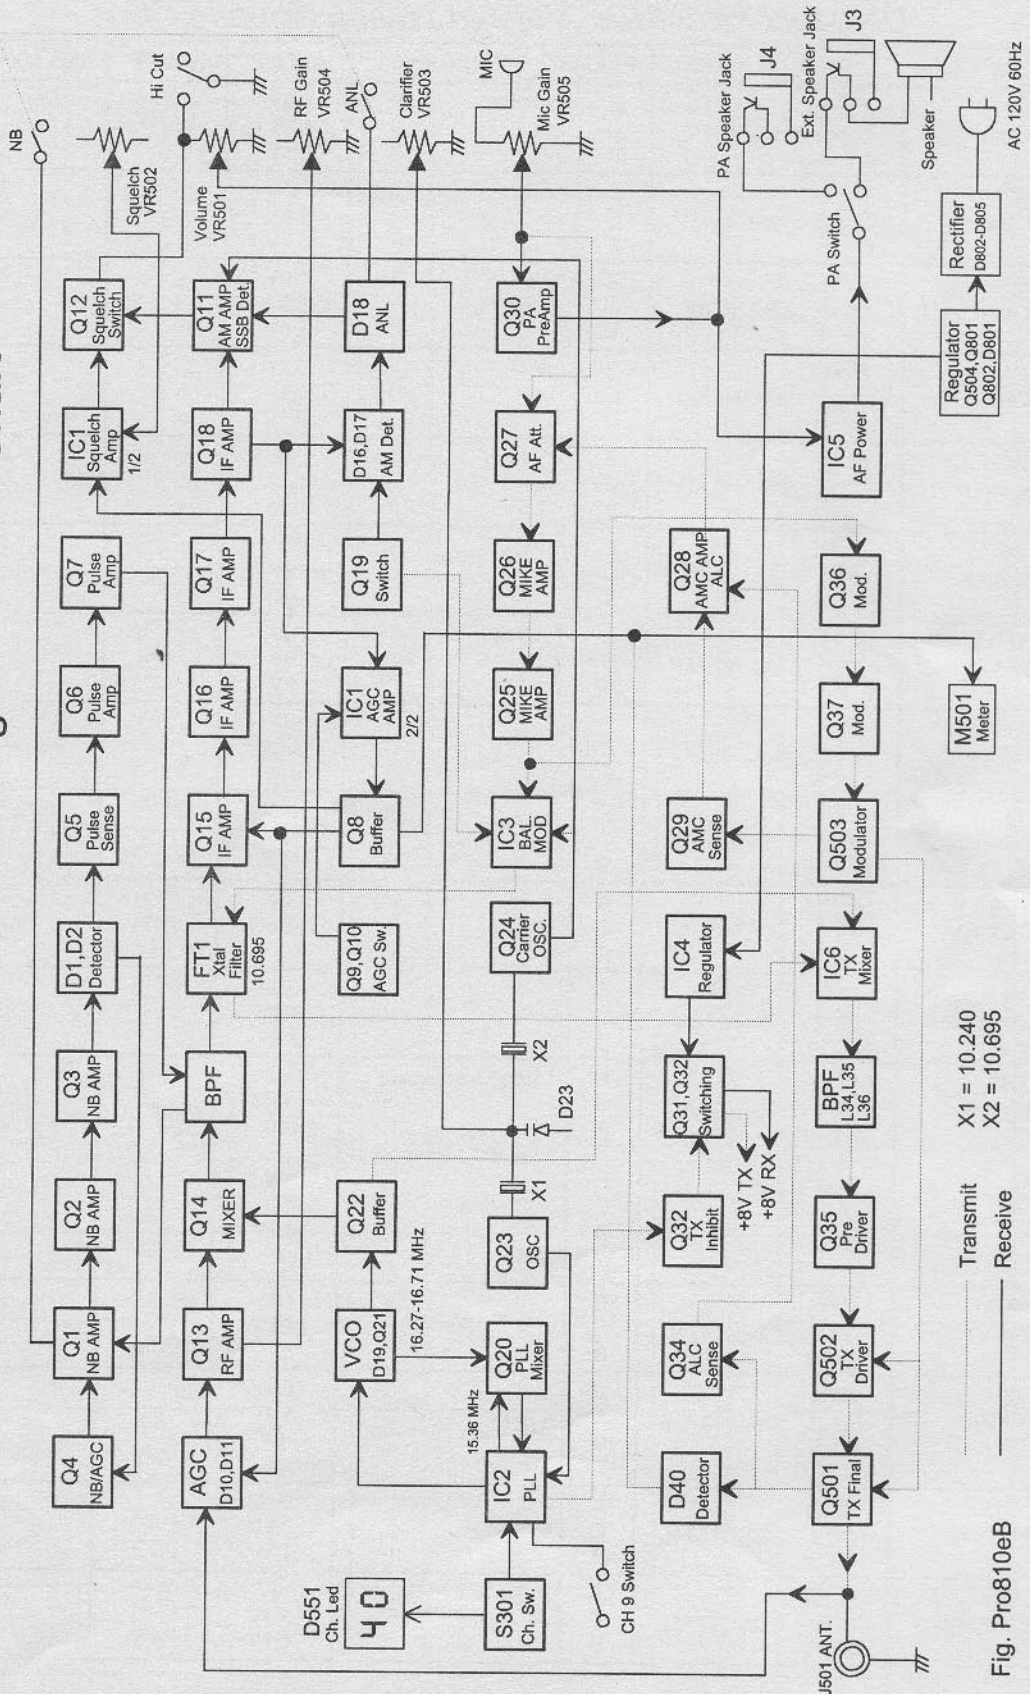 NB
Squelch
VR502
Hi Cut
Volume
VR501
RF Gain
VR504
ANL
Clarifier
VR503
MIC
Mic Gain
VR505
PA Speaker Jack
J4
Ext. Speaker Jack
J3
Speaker
PA Switch
AC 120V 60Hz
Rectifier
D802-D805
Regulator
Q504,Q801
Q802,D801
Q4
NB/AGC
Q1
NB AMP
Q2
NB AMP
Q3
NB AMP
D1,D2
Detector
Q5
Pulse
Sense
Q6
Pulse
Amp
Q7
Pulse
Amp
IC1
Squelch
Amp
1/2
Q12
Squelch
Switch
AGC
D10,D11
Q13
RF AMP
Q14
MIXER
BPF
FT1
Xtal
Filter
10.695
Q15
IF AMP
Q16
IF AMP
Q17
IF AMP
Q18
IF AMP
Q11
AM AMP
SSB Det.
VCO
D19,Q21
16.27-16.71 MHz
Q22
Buffer
Q9,Q10
AGC Sw.
Q8
Buffer
IC1
AGC
AMP
2/2
Q19
Switch
D16,D17
AM Det.
D18
ANL
D551
Ch. Led
40
S301
Ch. Sw.
CH 9 Switch
IC2
PLL
15.36 MHz
Q20
PLL
Mixer
Q23
OSC
X1
D23
X2
Q24
Carrier
OSC.
IC3
BAL.
MOD
Q25
MIKE
AMP
Q26
MIKE
AMP
Q27
AF Att.
Q30
PA
PreAmp
D40
Detector
Q34
ALC
Sense
Q32
TX
Inhibit
Q31,Q32
Switching
+8V TX
+8V RX
IC4
Regulator
Q29
AMC
Sense
Q28
AMC AMP
ALC
IC5
AF Power
J501 ANT.
Q501
TX Final
Q502
TX
Driver
Q35
Pre
Driver
BPF
L34,L35
L36
IC6
TX
Mixer
Q503
Modulator
Q37
Mod.
Q36
Mod.
M501
Meter
Fig. Pro810eB
Transmit
Receive
X1 = 10.240
X2 = 10.695